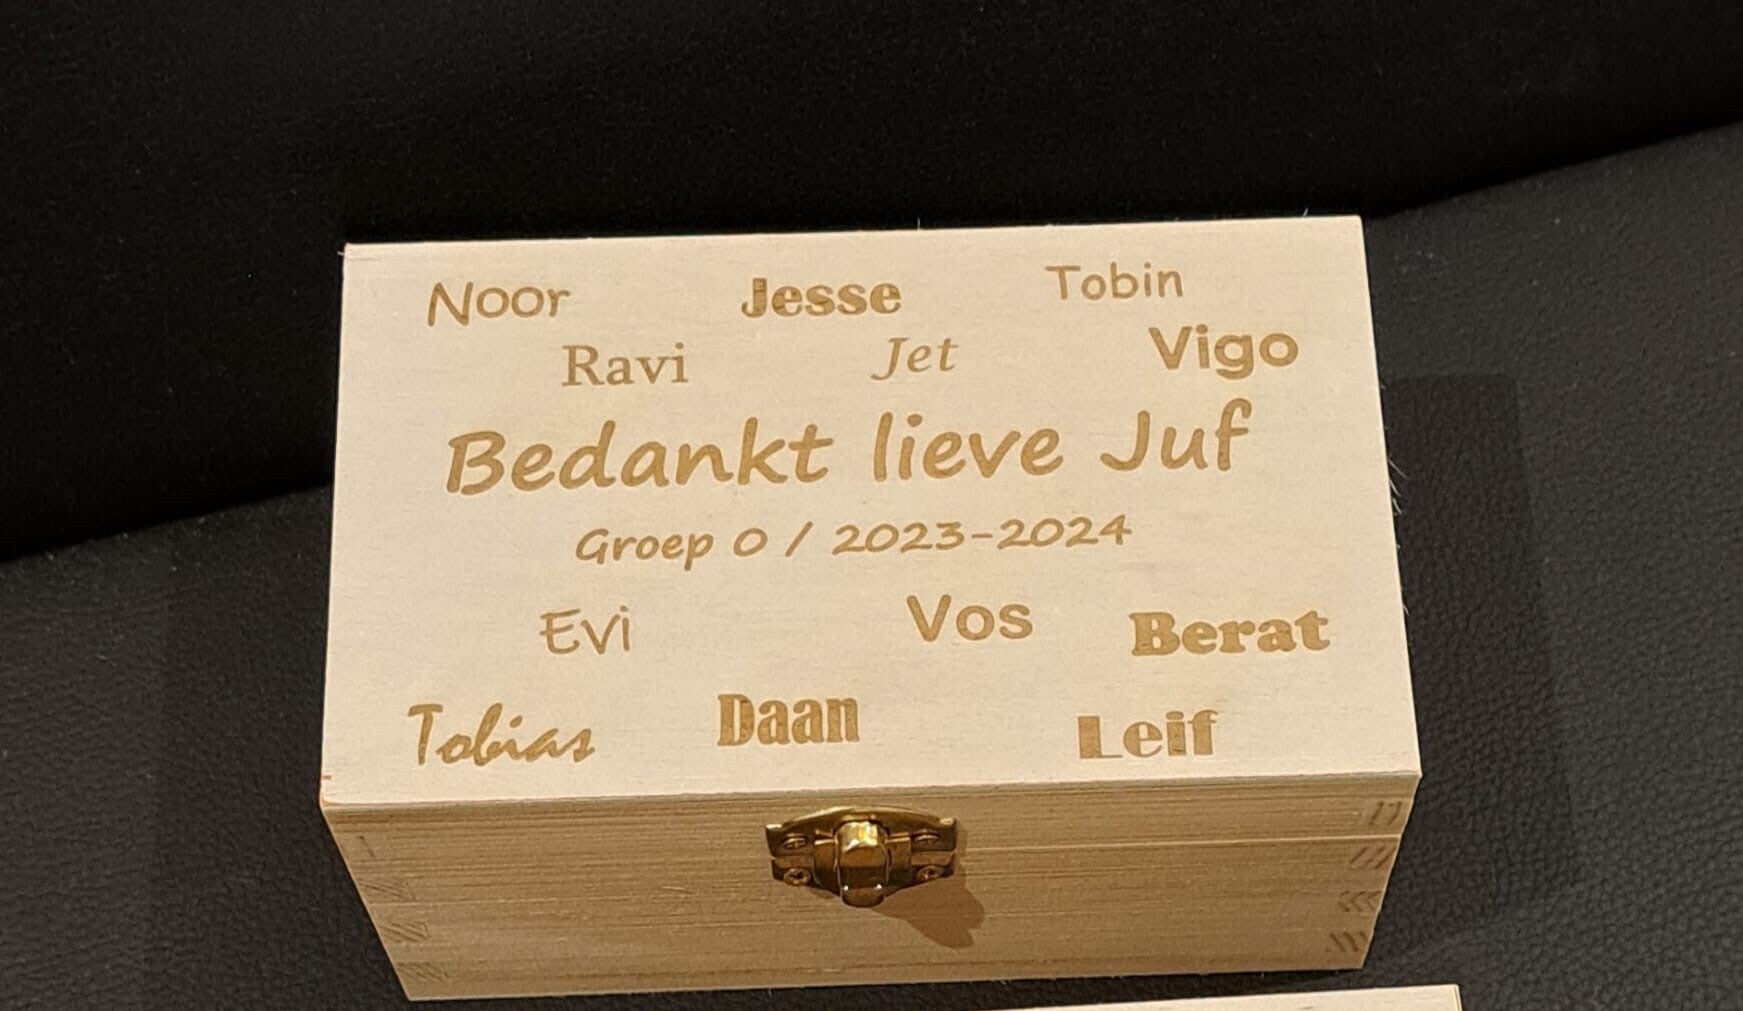 Noor Jesse Tobin
Ravi Jet Vigo
Bedankt lieve Juf
Groep 0 / 2023-2024
Evi Vos Berat
Tobias Daan Leif